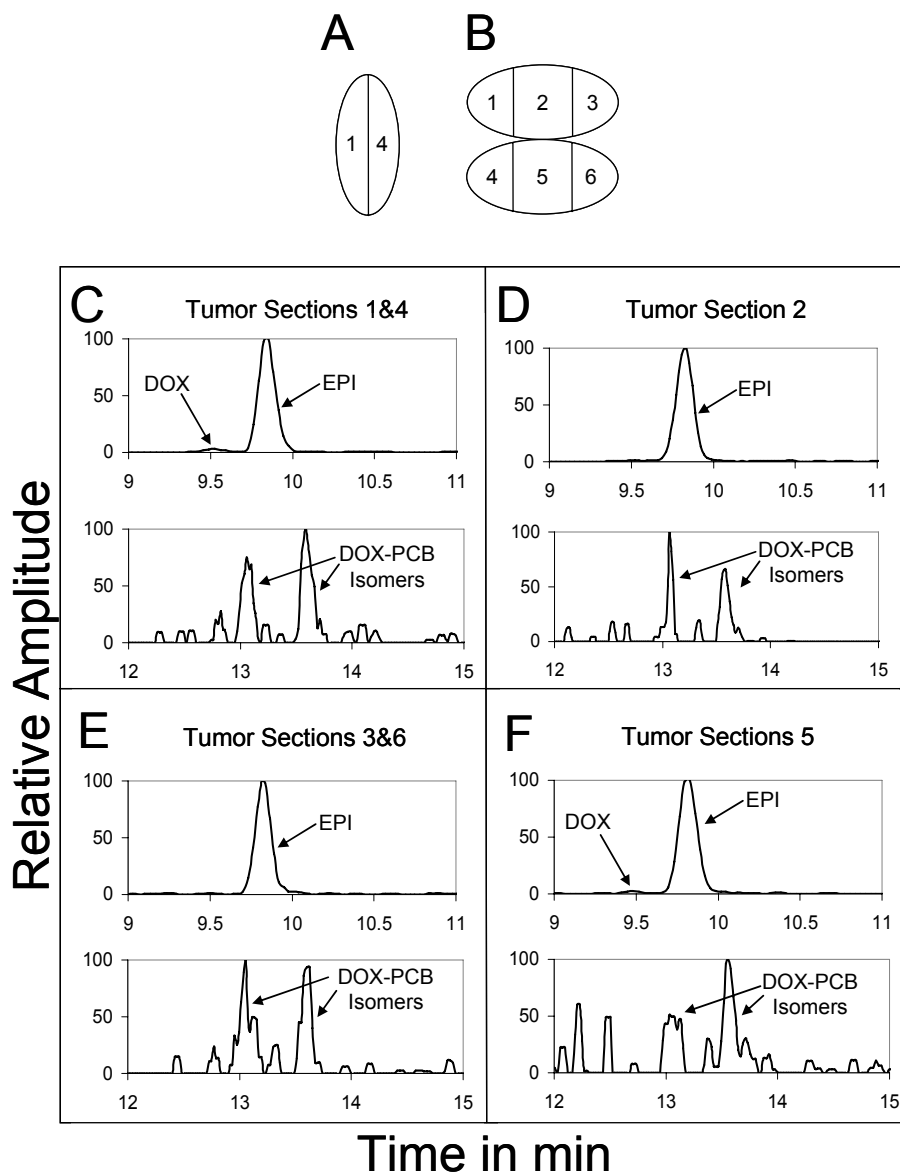 A B
1 4
1 2 3
4 5 6
C Tumor Sections 1&4
100
50
0
DOX
EPI
9 9.5 10 10.5 11
100
50
0
DOX-PCB
Isomers
12 13 14 15
D Tumor Section 2
100
50
0
EPI
9 9.5 10 10.5 11
100
50
0
DOX-PCB
Isomers
12 13 14 15
E Tumor Sections 3&6
100
50
0
EPI
9 9.5 10 10.5 11
100
50
0
DOX-PCB
Isomers
12 13 14 15
F Tumor Sections 5
100
50
0
DOX
EPI
9 9.5 10 10.5 11
100
50
0
DOX-PCB
Isomers
12 13 14 15
Relative Amplitude
Time in min